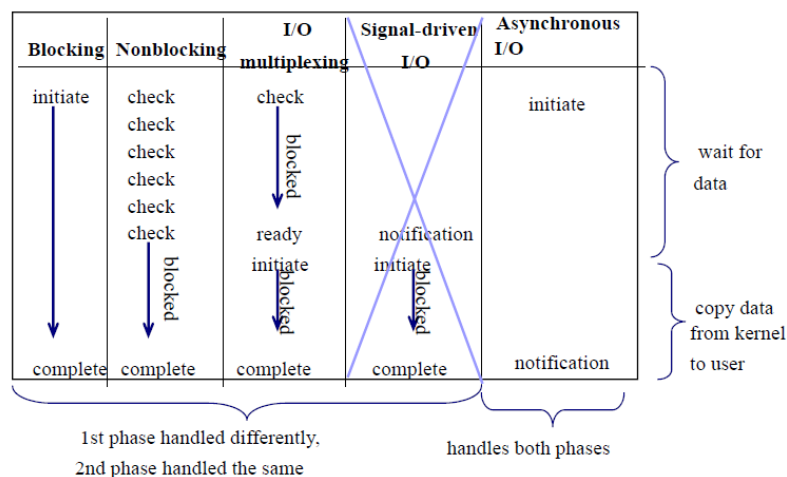 Blocking
Nonblocking
I/O
multiplexing
Signal-driven
I/O
Asynchronous
I/O
initiate
blocked
complete
check
check
check
check
check
check
blocked
complete
check
blocked
ready
initiate
blocked
complete
notification
initiate
blocked
complete
initiate
notification
wait for
data
copy data
from kernel
to user
1st phase handled differently,
2nd phase handled the same
handles both phases